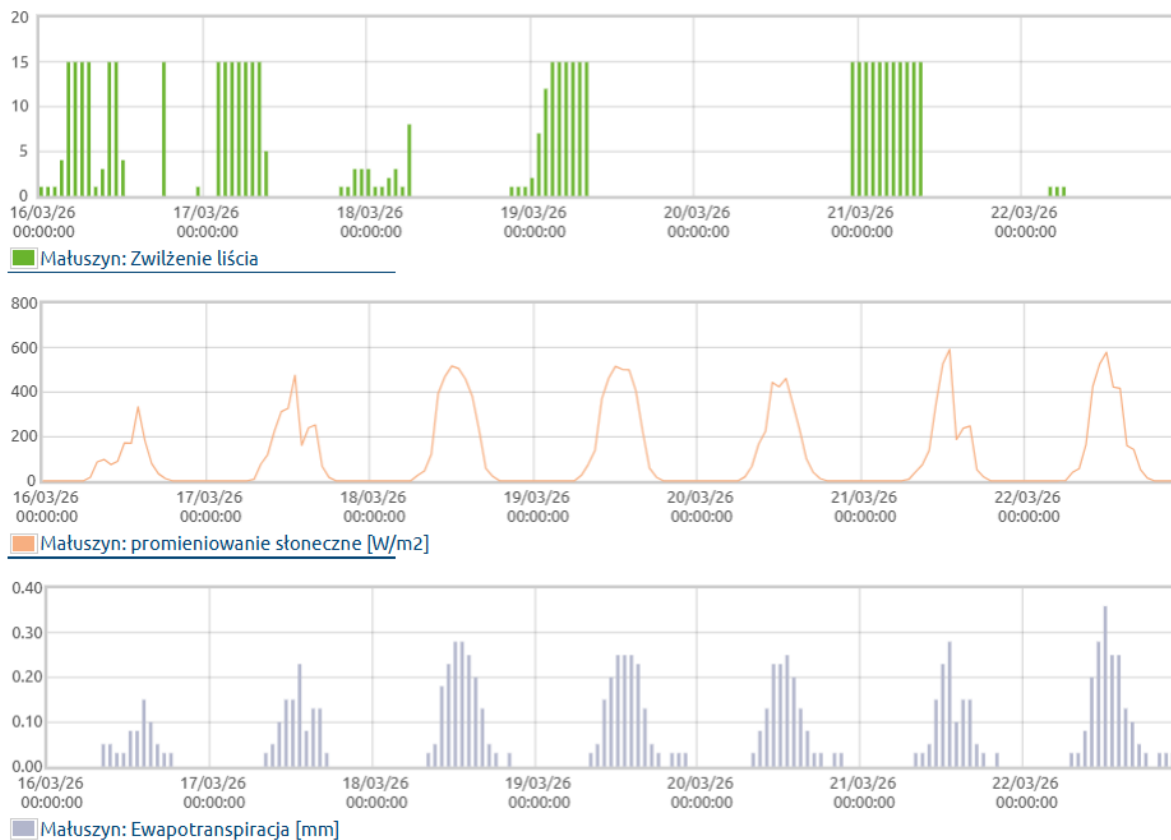 20
15
10
5
0
16/03/26 17/03/26 18/03/26 19/03/26 20/03/26 21/03/26 22/03/26
00:00:00 00:00:00 00:00:00 00:00:00 00:00:00 00:00:00 00:00:00
Małuszyn: Zwilżenie liścia
800
600
400
200
0
16/03/26 17/03/26 18/03/26 19/03/26 20/03/26 21/03/26 22/03/26
00:00:00 00:00:00 00:00:00 00:00:00 00:00:00 00:00:00 00:00:00
Małuszyn: promieniowanie słoneczne [W/m2]
0.40
0.30
0.20
0.10
0.00
16/03/26 17/03/26 18/03/26 19/03/26 20/03/26 21/03/26 22/03/26
00:00:00 00:00:00 00:00:00 00:00:00 00:00:00 00:00:00 00:00:00
Małuszyn: Ewapotranspiracja [mm]